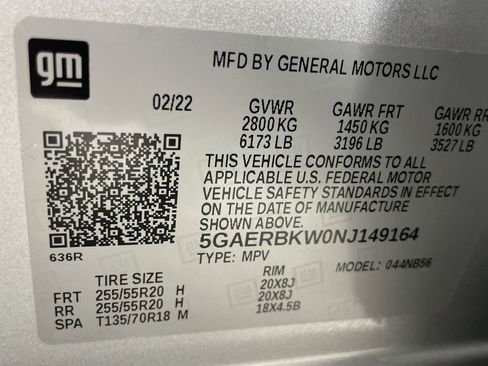 gm
MFD BY GENERAL MOTORS LLC
02/22 GVWR GAWR FRT GAWR RR
2800 KG 1450 KG 1600 KG
6173 LB 3196 LB 3527 LB
THIS VEHICLE CONFORMS TO ALL
APPLICABLE U.S. FEDERAL MOTOR
VEHICLE SAFETY STANDARDS IN EFFECT
ON THE DATE OF MANUFACTURE
SHOWN ABOVE.
5GAERBKW0NJ149164
636R TYPE: MPV MODEL: 044NB56
TIRE SIZE RIM
FRT 255/55R20 H 20X8J
RR 255/55R20 H 20X8J
SPA T135/70R18 M 18X4.5B